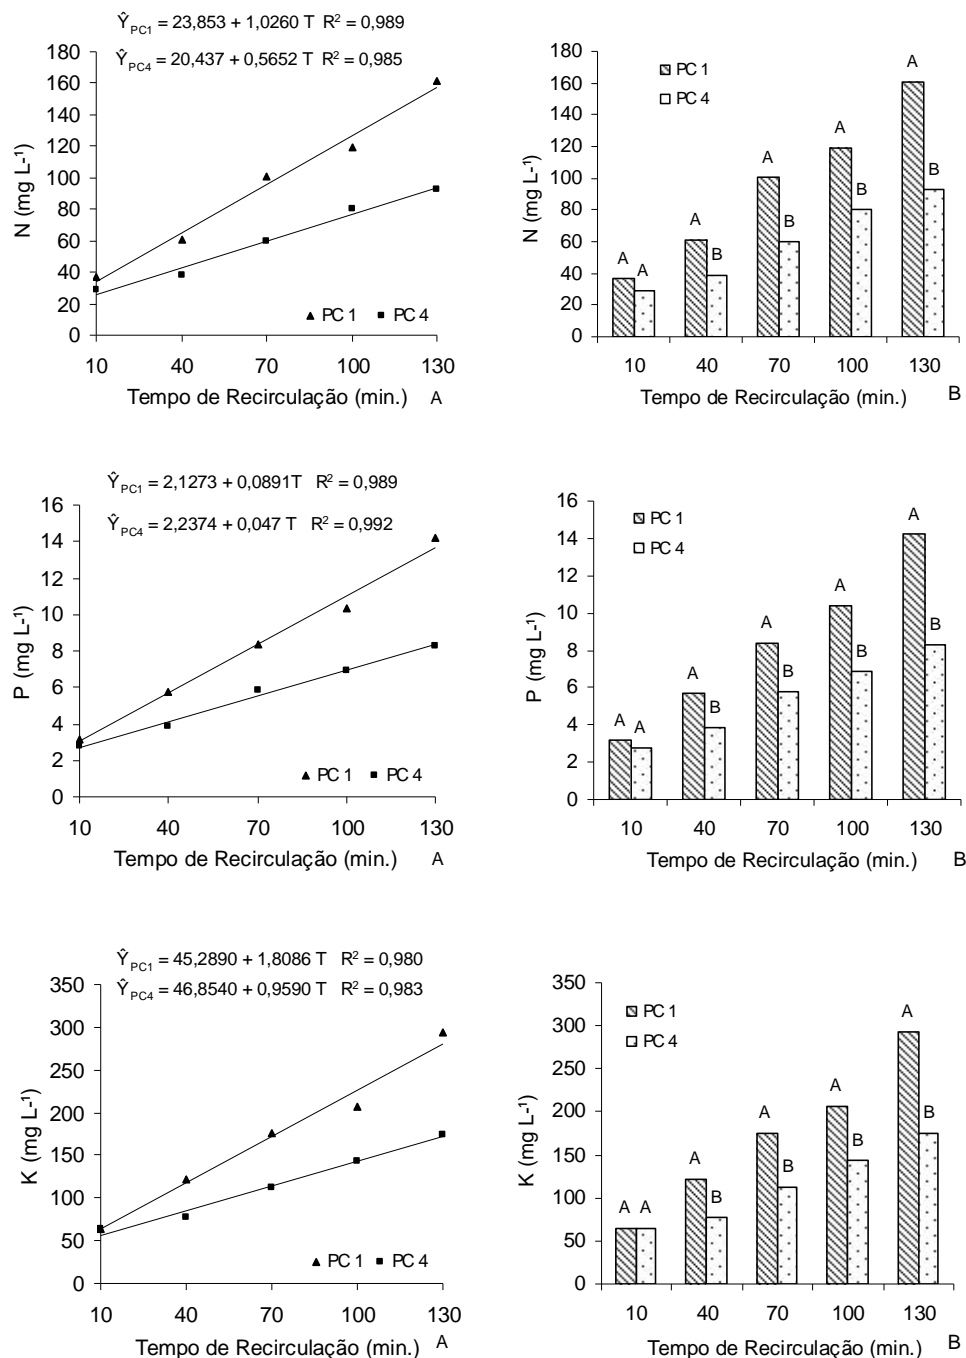 ŶPC1 = 23,853 + 1,0260 T R² = 0,989
ŶPC4 = 20,437 + 0,5652 T R² = 0,985
180
160
140
120
100
80
60
40
20
0
N (mg L-¹)
PC 1 PC 4
10 40 70 100 130
Tempo de Recirculação (min.) A
180
160
140
120
100
80
60
40
20
0
N (mg L-¹)
PC 1
PC 4
A A A B A B A B A B
10 40 70 100 130
Tempo de Recirculação (min.) B
ŶPC1 = 2,1273 + 0,0891T R² = 0,989
ŶPC4 = 2,2374 + 0,047 T R² = 0,992
16
14
12
10
8
6
4
2
0
P (mg L-¹)
PC 1 PC 4
10 40 70 100 130
Tempo de Recirculação (min.) A
16
14
12
10
8
6
4
2
0
P (mg L-¹)
PC 1
PC 4
A A A B A B A B A B
10 40 70 100 130
Tempo de Recirculação (min.) B
ŶPC1 = 45,2890 + 1,8086 T R² = 0,980
ŶPC4 = 46,8540 + 0,9590 T R² = 0,983
350
300
250
200
150
100
50
0
K (mg L-¹)
PC 1 PC 4
10 40 70 100 130
Tempo de Recirculação (min.) A
350
300
250
200
150
100
50
0
K (mg L-¹)
PC 1
PC 4
A A A B A B A B A B
10 40 70 100 130
Tempo de Recirculação (min.) B